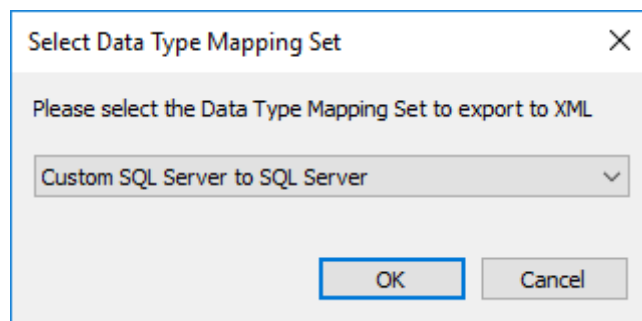 Select Data Type Mapping Set
Please select the Data Type Mapping Set to export to XML
Custom SQL Server to SQL Server
OK
Cancel